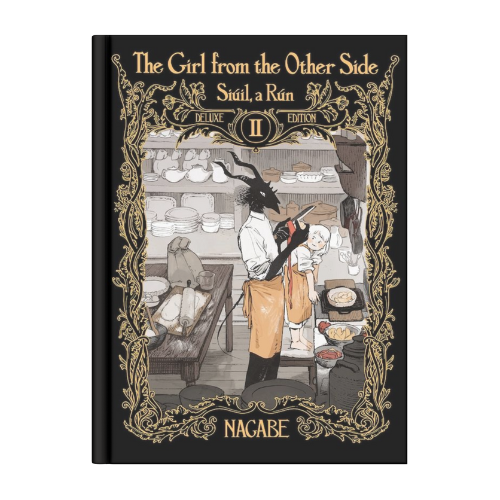 The Girl from the Other Side
Siúil, a Rún
DELUXE II EDITION
NAGABE